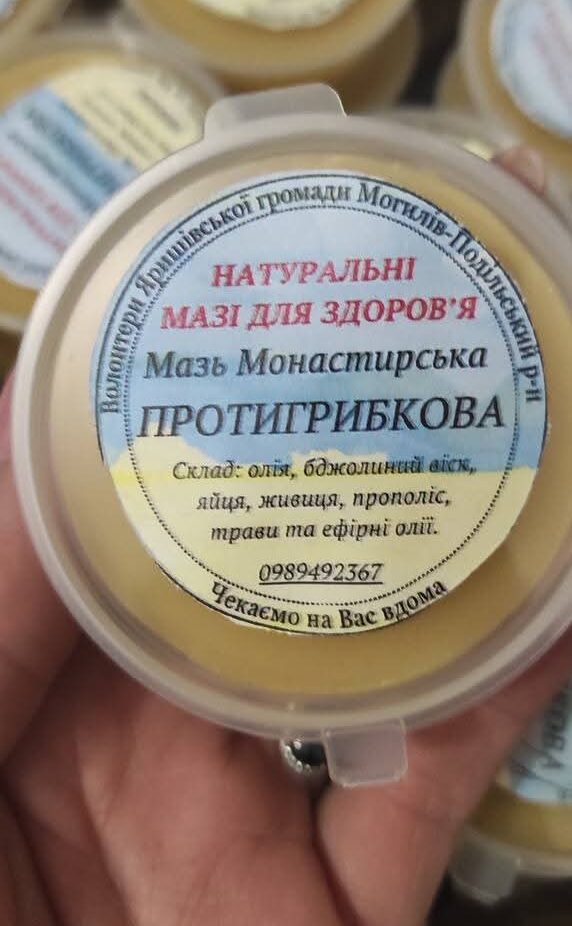 Волонтери Яришівської громади Могилів-Подільський р-н
НАТУРАЛЬНІ
МАЗІ ДЛЯ ЗДОРОВ'Я
Мазь Монастирська
ПРОТИГРИБКОВА
Склад: олія, бджолиний віск,
яйця, живиця, прополіс,
трави та ефірні олії.
0989492367
Чекаємо на Вас вдома